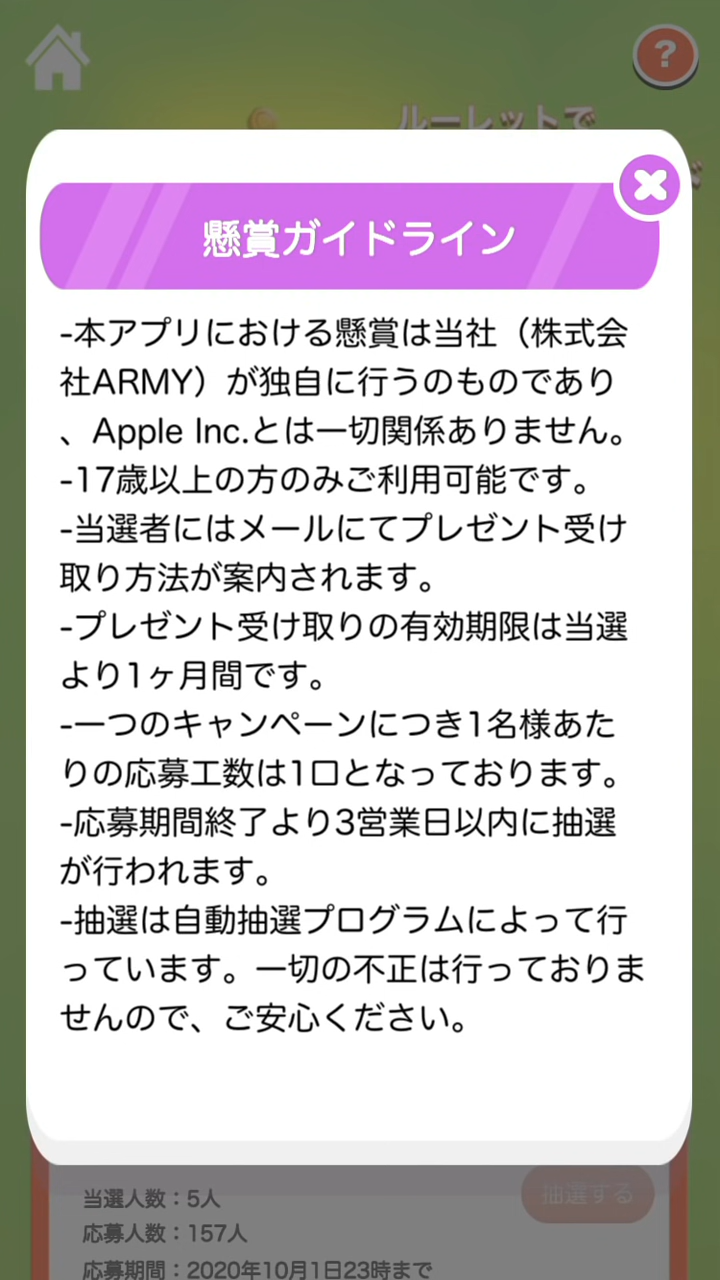 ?
ルーレットで
懸賞ガイドライン
-本アプリにおける懸賞は当社（株式会
社ARMY）が独自に行うのものであり
、Apple Inc.とは一切関係ありません。
-17歳以上の方のみご利用可能です。
-当選者にはメールにてプレゼント受け
取り方法が案内されます。
-プレゼント受け取りの有効期限は当選
より1ヶ月間です。
-一つのキャンペーンにつき1名様あた
りの応募工数は1口となっております。
-応募期間終了より3営業日以内に抽選
が行われます。
-抽選は自動抽選プログラムによって行
っています。一切の不正は行っておりま
せんので、ご安心ください。
当選人数：5人
抽選する
応募人数：157人
応募期間：2020年10月1日23時まで